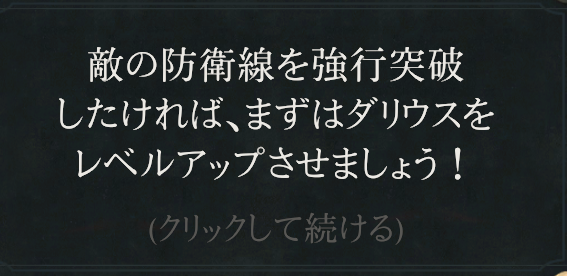 敵の防衛線を強行突破
したければ、まずはダリウスを
レベルアップさせましょう！
(クリックして続ける)